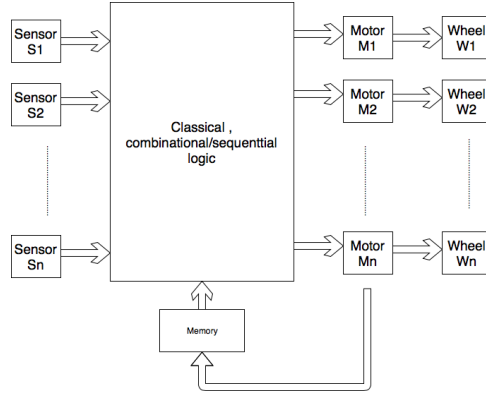 Sensor
S1
Motor
M1
Wheel
W1
Sensor
S2
Motor
M2
Wheel
W2
Classical ,
combinational/sequenttial
logic
Sensor
Sn
Motor
Mn
Wheel
Wn
Memory